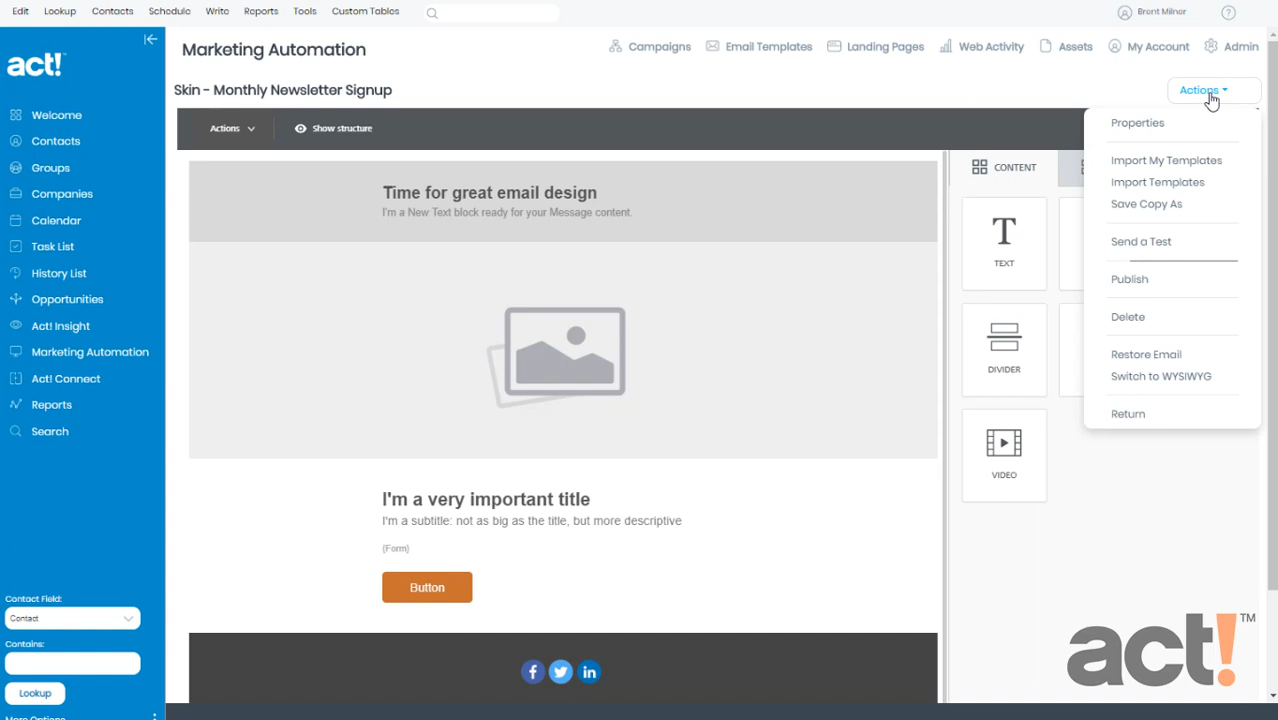 Edit Lookup Contacts Schedule Write Reports Tools Custom Tables
Brent Milner
?
act!
Marketing Automation
Campaigns Email Templates Landing Pages Web Activity Assets My Account Admin
Skin - Monthly Newsletter Signup
Actions
Welcome
Contacts
Groups
Companies
Calendar
Task List
History List
Opportunities
Act! Insight
Marketing Automation
Act! Connect
Reports
Search
Contact Field:
Contact
Contains:
Lookup
More Options
Actions
Show structure
Time for great email design
I'm a New Text block ready for your Message content.
I'm a very important title
I'm a subtitle: not as big as the title, but more descriptive
{Form}
Button
f
in
CONTENT
T
TEXT
DIVIDER
VIDEO
Properties
Import My Templates
Import Templates
Save Copy As
Send a Test
Publish
Delete
Restore Email
Switch to WYSIWYG
Return
act!™